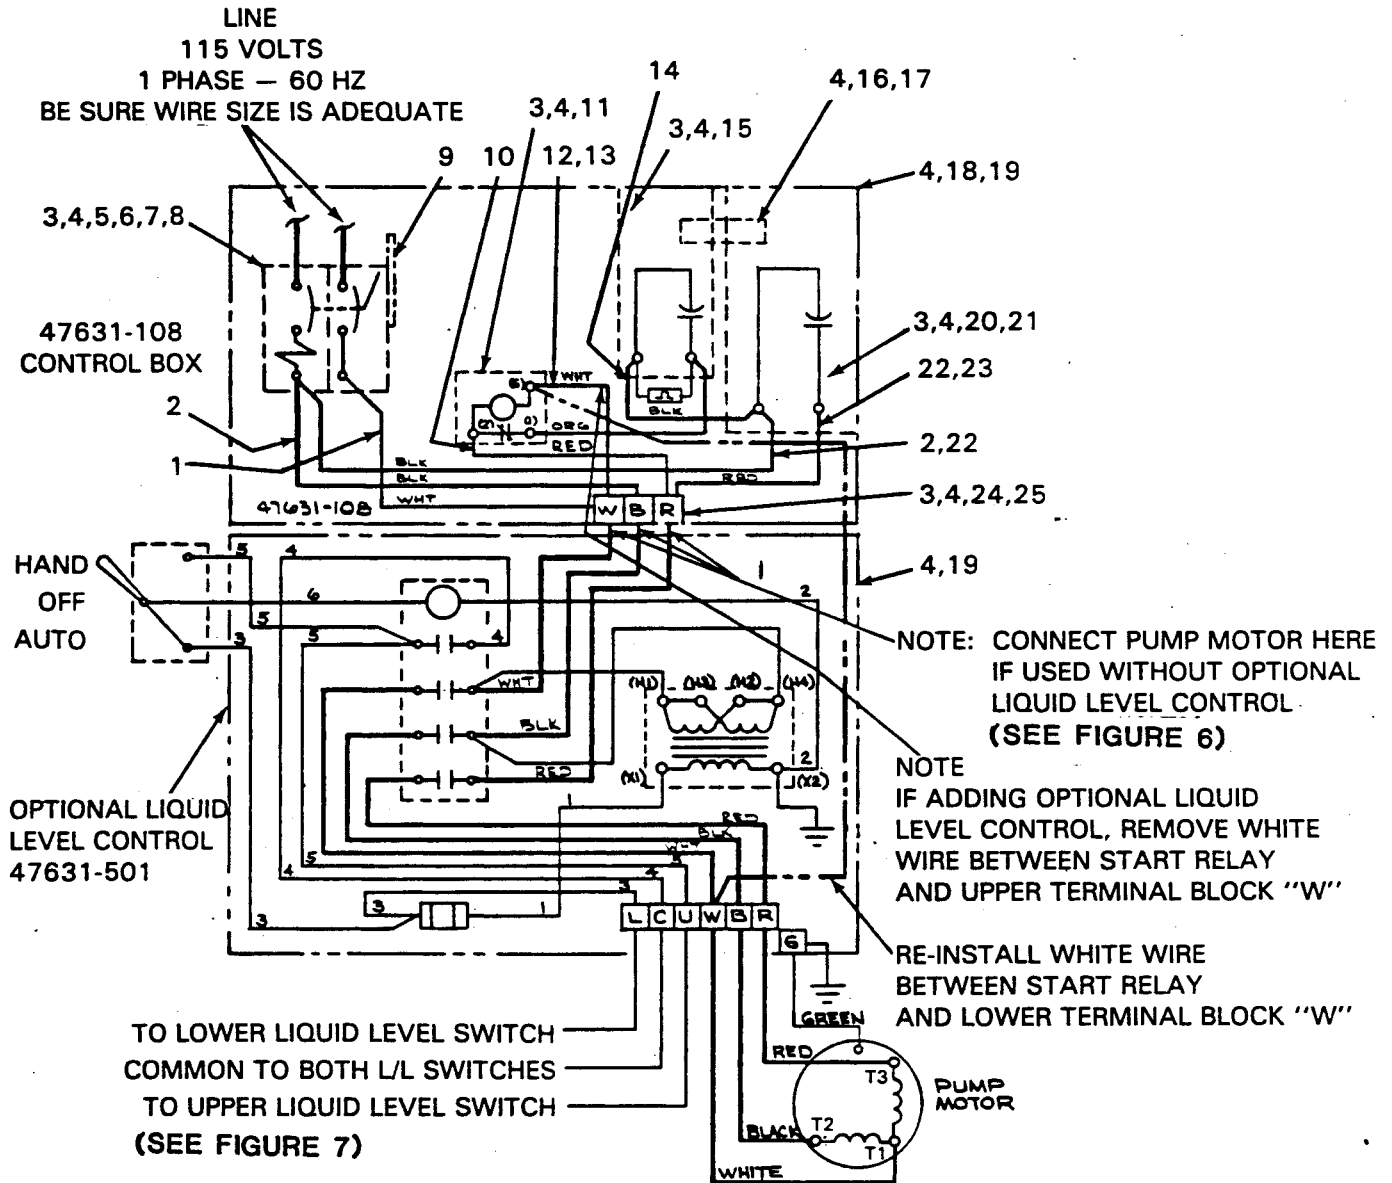 LINE
115 VOLTS
1 PHASE — 60 HZ
BE SURE WIRE SIZE IS ADEQUATE
14
4,16,17
3,4,11
3,4,15
9
10
12,13
4,18,19
3,4,5,6,7,8
47631-108
CONTROL BOX
3,4,20,21
22,23
2
1
2,22
3,4,24,25
(5)
WHT
BLK
(2)
(1)
ORG
RED
BLK
BLK
RED
WHT
47631-108
W B R
HAND
OFF
AUTO
5
4
6
5
5
4
3
1
2
4,19
NOTE: CONNECT PUMP MOTOR HERE
IF USED WITHOUT OPTIONAL
LIQUID LEVEL CONTROL
(SEE FIGURE 6)
WHT
(H1) (H3) (H2) (H4)
BLK
RED
2
(X1)
(X2)
1
OPTIONAL LIQUID
LEVEL CONTROL
47631-501
NOTE
IF ADDING OPTIONAL LIQUID
LEVEL CONTROL, REMOVE WHITE
WIRE BETWEEN START RELAY
AND UPPER TERMINAL BLOCK "W"
RED
BLK
5
5
4
4
3
3
3
1
L C U W B R
G
RE-INSTALL WHITE WIRE
BETWEEN START RELAY
AND LOWER TERMINAL BLOCK "W"
TO LOWER LIQUID LEVEL SWITCH
COMMON TO BOTH L/L SWITCHES
TO UPPER LIQUID LEVEL SWITCH
(SEE FIGURE 7)
GREEN
RED
T3
PUMP
MOTOR
BLACK
T2
T1
WHITE